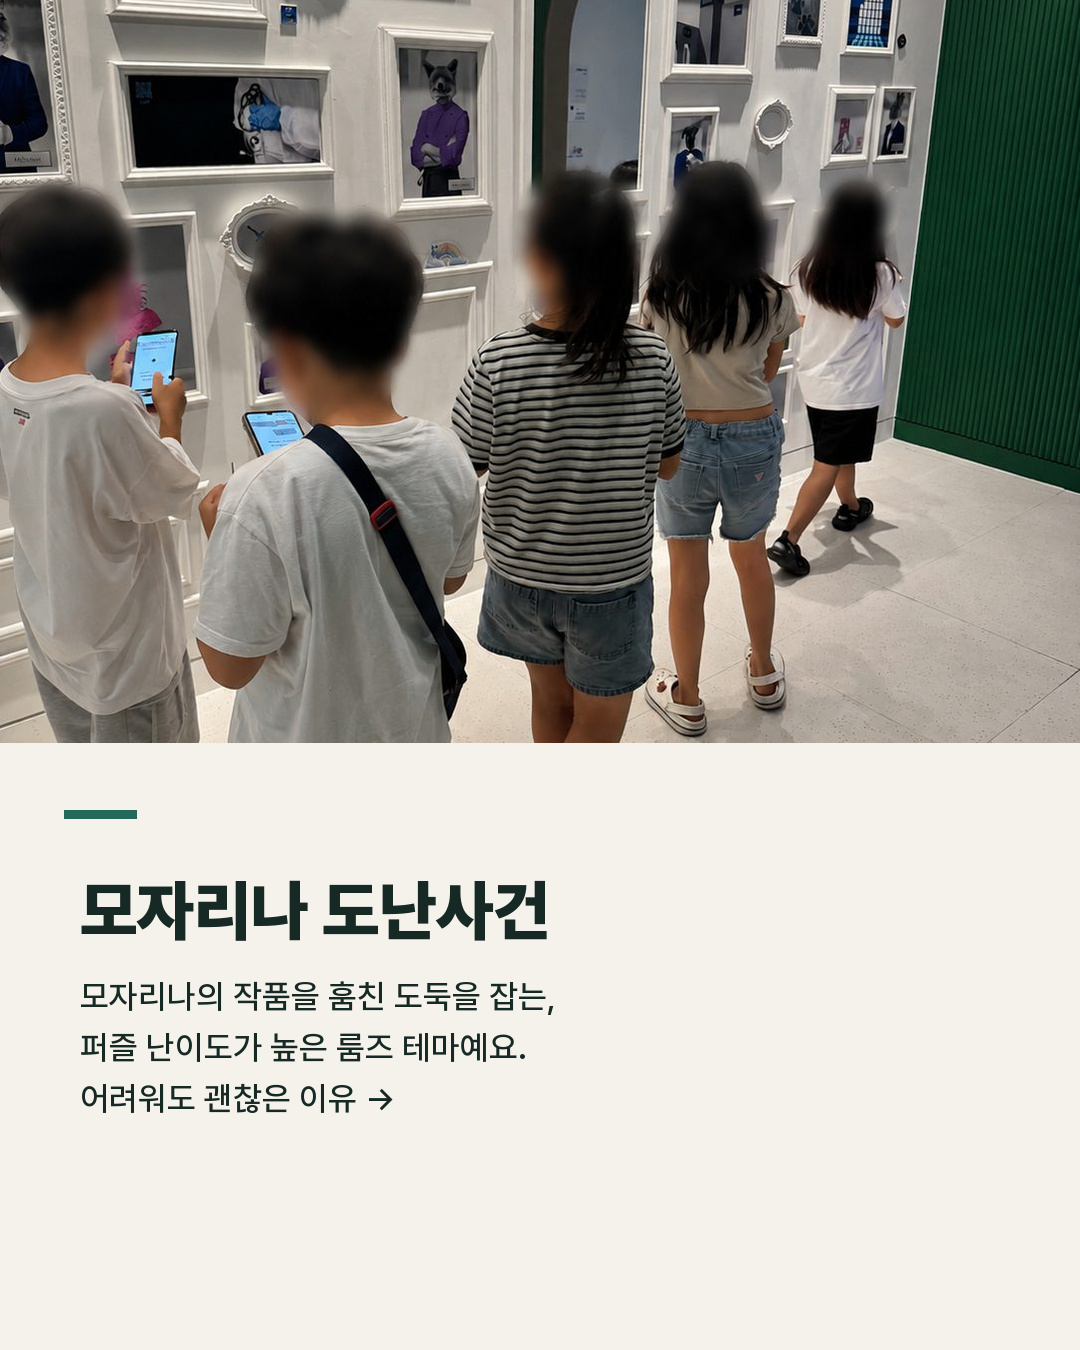 모자리나 도난사건
모자리나의 작품을 훔친 도둑을 잡는,
퍼즐 난이도가 높은 룸즈 테마예요.
어려워도 괜찮은 이유 →